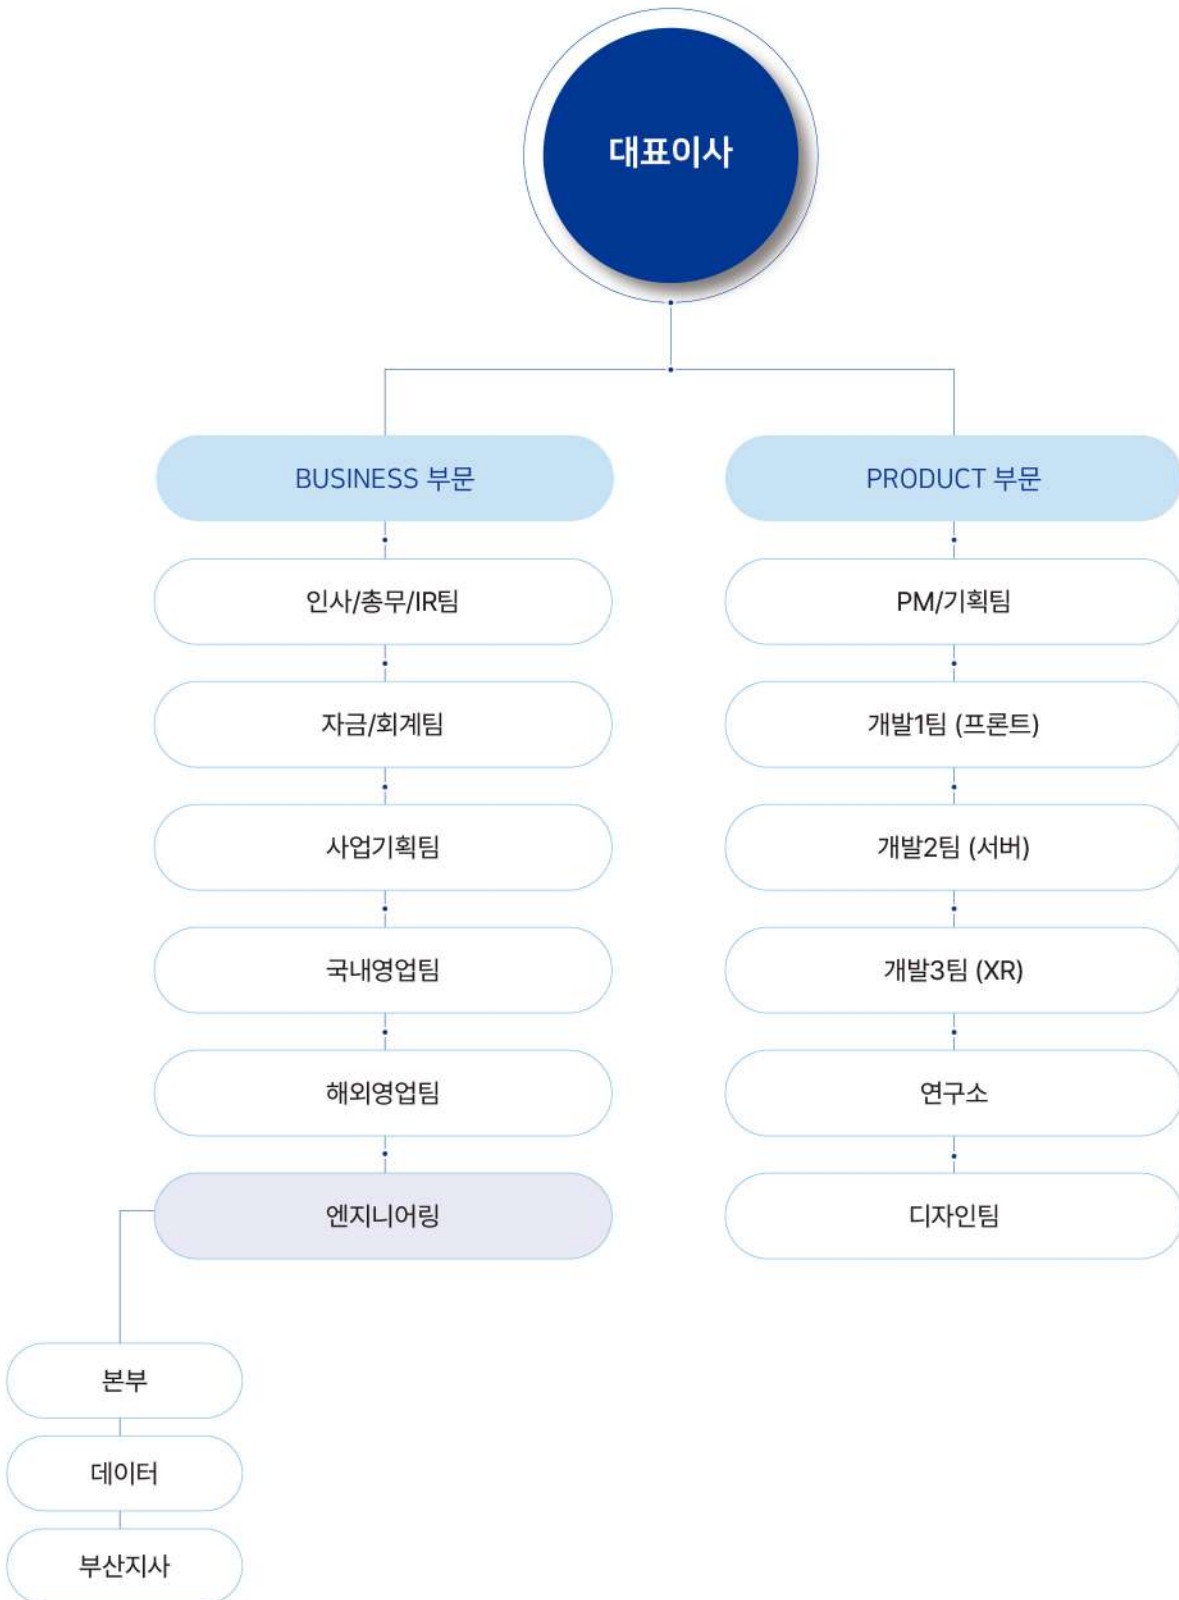 대표이사
BUSINESS 부문
인사/총무/IR팀
자금/회계팀
사업기획팀
국내영업팀
해외영업팀
엔지니어링
본부
데이터
부산지사
PRODUCT 부문
PM/기획팀
개발1팀 (프론트)
개발2팀 (서버)
개발3팀 (XR)
연구소
디자인팀